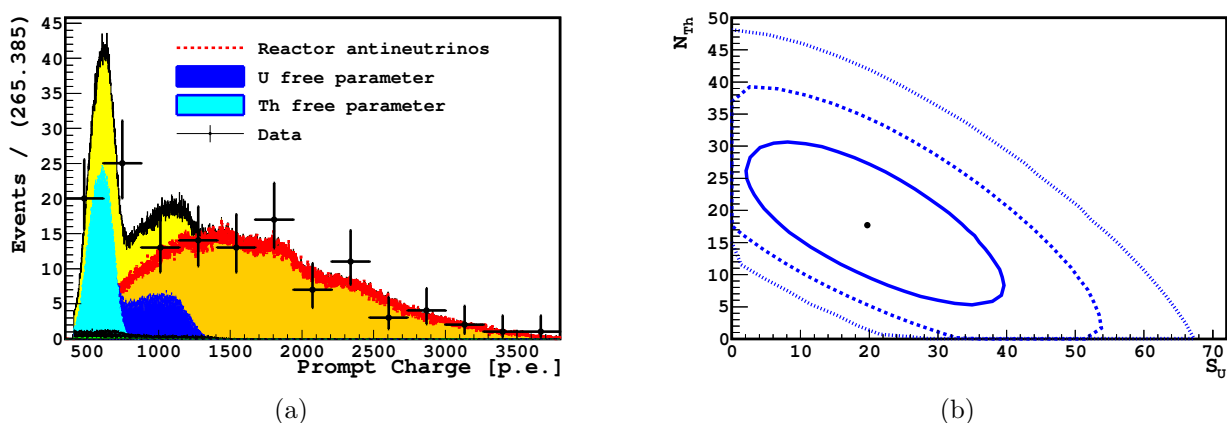 Events / (265.385)
45
40
35
30
25
20
15
10
5
0
Reactor antineutrinos
U free parameter
Th free parameter
Data
500 1000 1500 2000 2500 3000 3500
Prompt Charge [p.e.]
(a)
N_Th
50
45
40
35
30
25
20
15
10
5
0
0 10 20 30 40 50 60 70
S_U
(b)